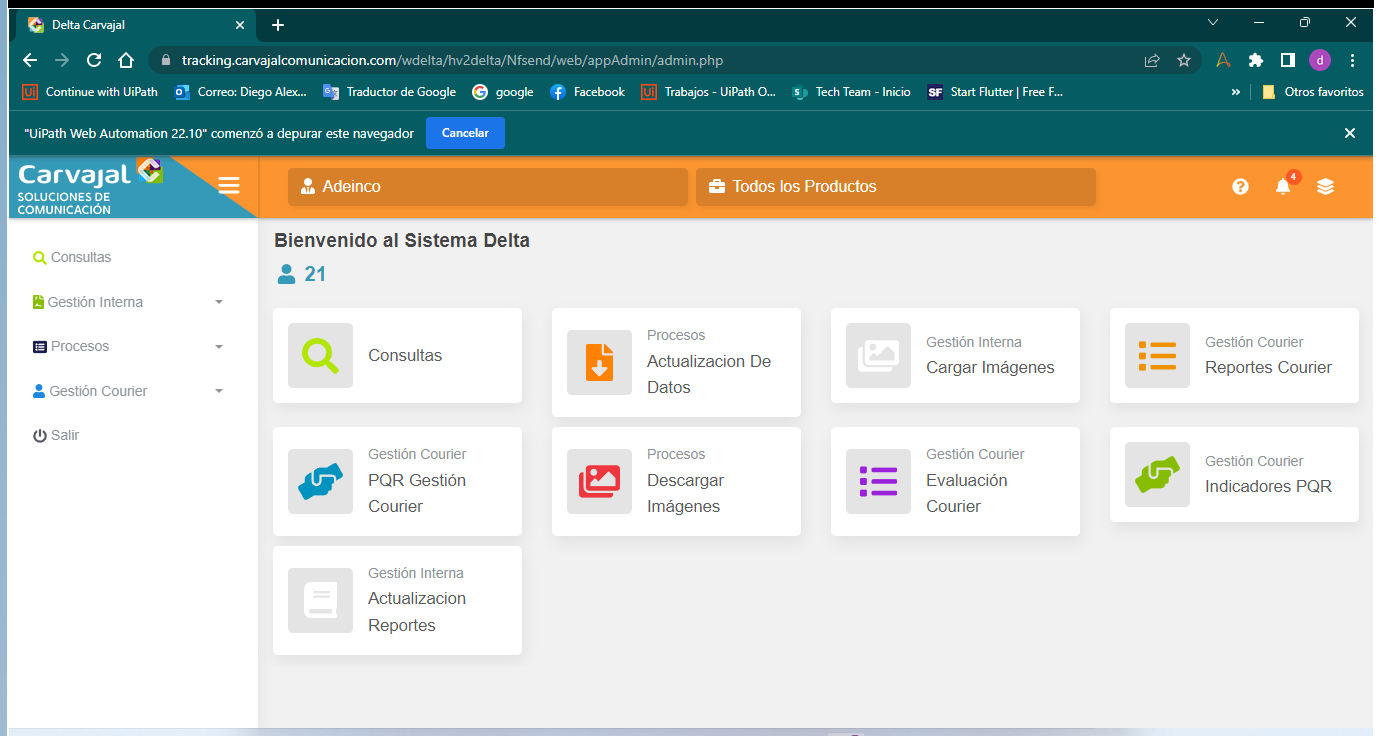 Delta Carvajal
tracking.carvajalcomunicacion.com/wdelta/hv2delta/Nfsend/web/appAdmin/admin.php
d
Continue with UiPath
Correo: Diego Alex...
Traductor de Google
google
Facebook
Trabajos - UiPath O...
Tech Team - Inicio
SF Start Flutter | Free F...
»
Otros favoritos
"UiPath Web Automation 22.10" comenzó a depurar este navegador
Cancelar
Carvajal
SOLUCIONES DE
COMUNICACIÓN
Adeinco
Todos los Productos
4
Consultas
Gestión Interna
Procesos
Gestión Courier
Salir
Bienvenido al Sistema Delta
21
Consultas
Procesos
Actualizacion De
Datos
Gestión Interna
Cargar Imágenes
Gestión Courier
Reportes Courier
Gestión Courier
PQR Gestión
Courier
Procesos
Descargar
Imágenes
Gestión Courier
Evaluación
Courier
Gestión Courier
Indicadores PQR
Gestión Interna
Actualizacion
Reportes